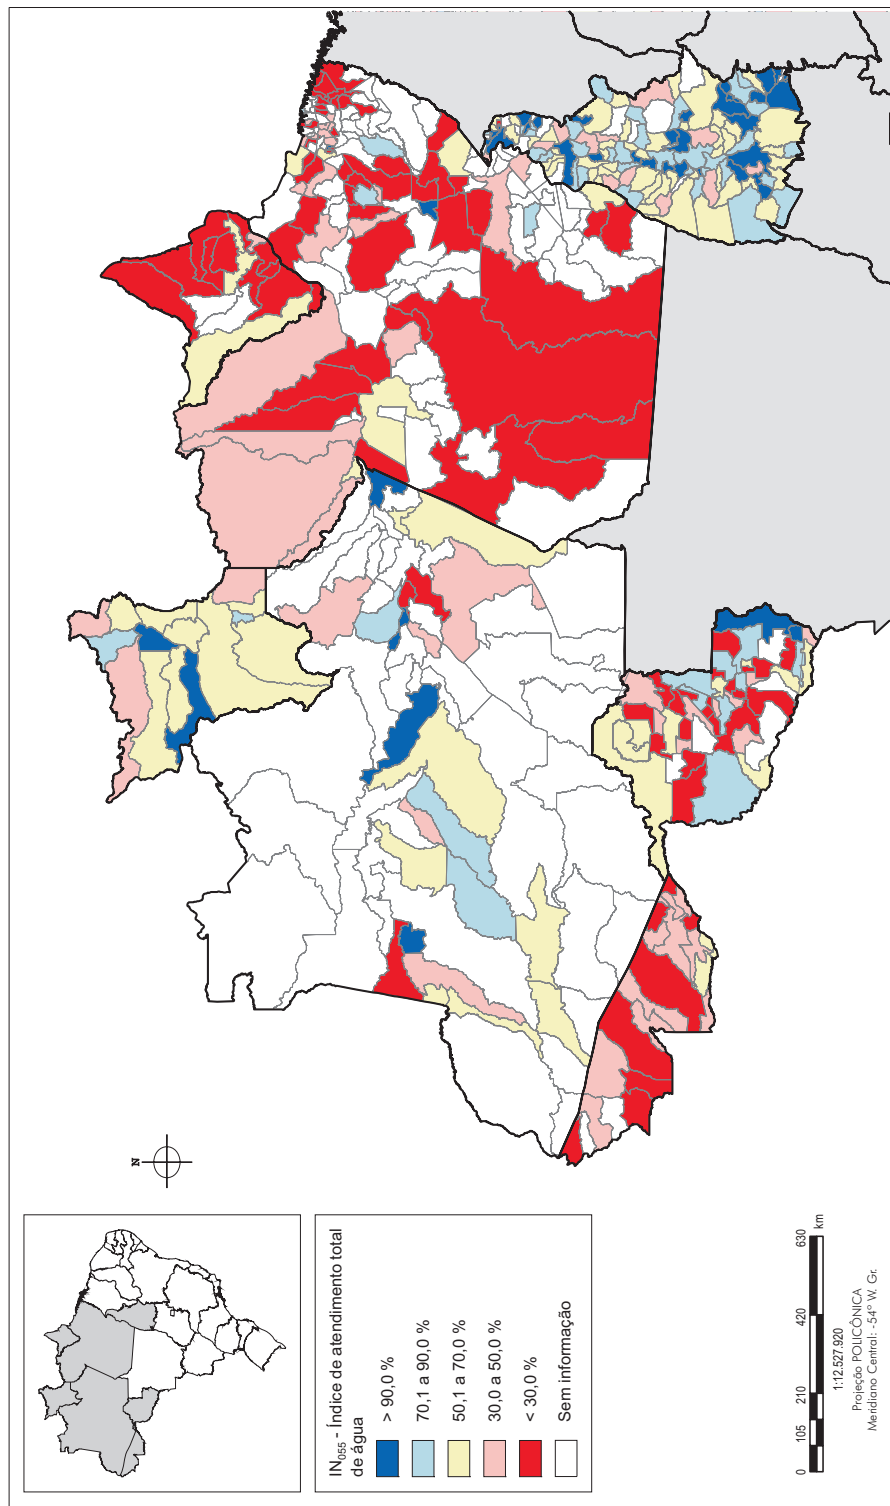 N
IN055 - Índice de atendimento total
de água
> 90,0 %
70,1 a 90,0 %
50,1 a 70,0 %
30,0 a 50,0 %
< 30,0 %
Sem informação
0 105 210 420 630
km
1:12.527.920
Projeção POLICÔNICA
Meridiano Central: -54° W. Gr.